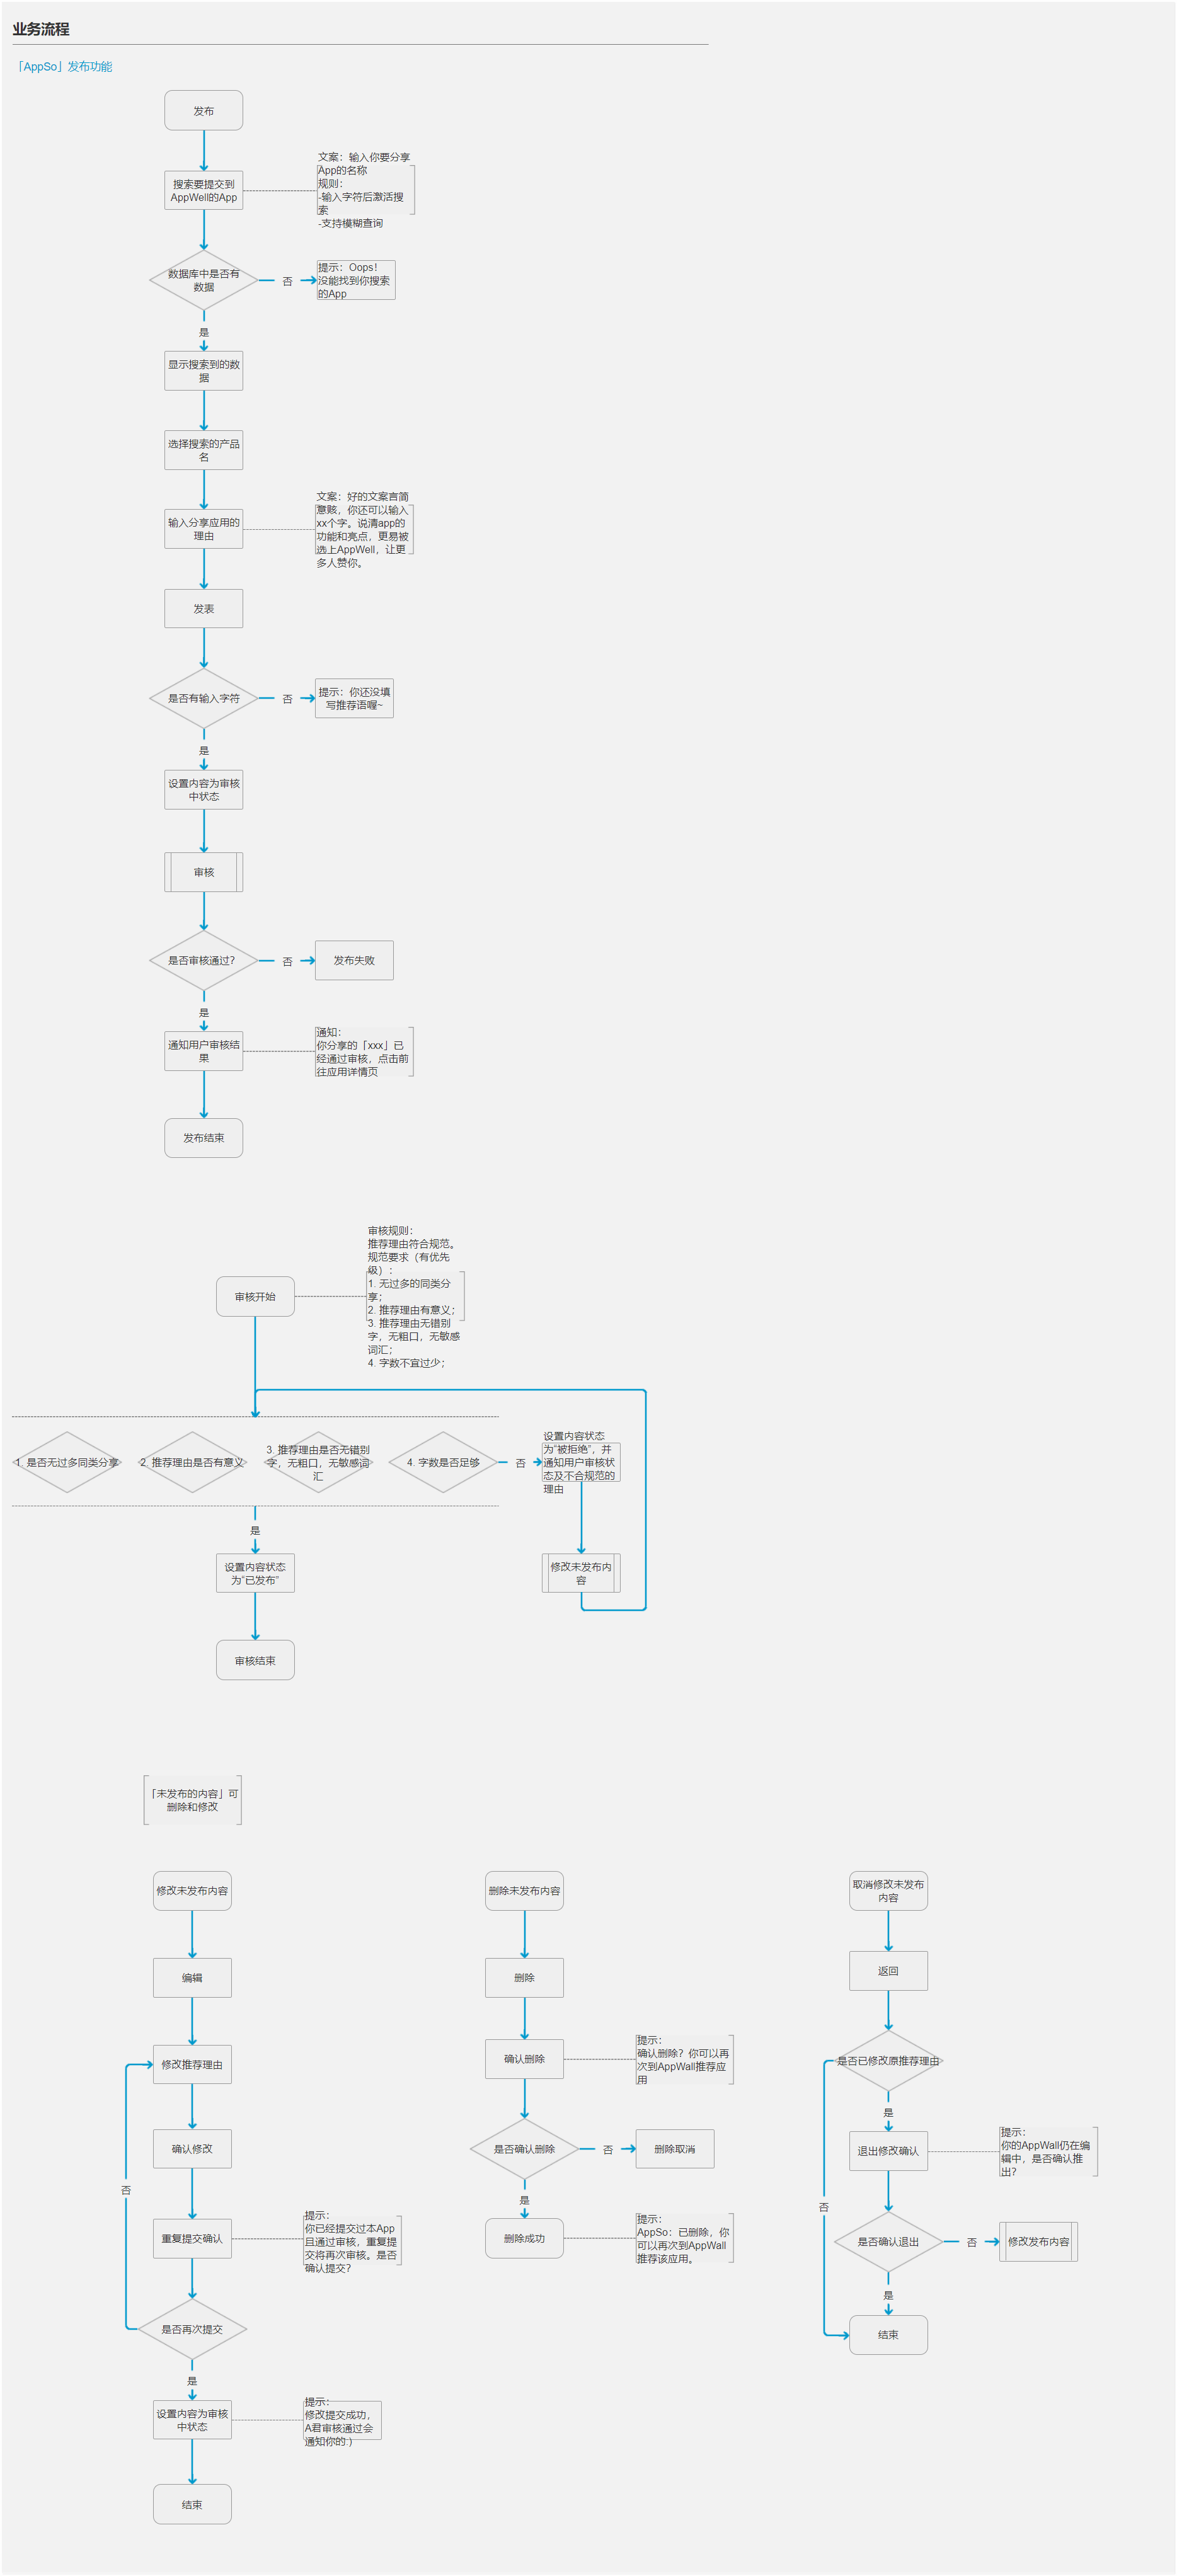 业务流程
「AppSo」发布功能
发布
搜索要提交到
AppWell的App
文案：输入你要分享
App的名称
规则：
-输入字符后激活搜
索
-支持模糊查询
数据库中是否有
数据
否
提示：Oops！
没能找到你搜索
的App
是
显示搜索到的数
据
选择搜索的产品
名
输入分享应用的
理由
文案：好的文案言简
意赅，你还可以输入
xx个字。说清app的
功能和亮点，更易被
选上AppWell，让更
多人赞你。
发表
是否有输入字符
否
提示：你还没填
写推荐语喔~
是
设置内容为审核
中状态
审核
是否审核通过？
否
发布失败
是
通知用户审核结
果
通知：
你分享的「xxx」已
经通过审核，点击前
往应用详情页
发布结束
审核开始
审核规则：
推荐理由符合规范。
规范要求（有优先
级）：
1. 无过多的同类分
享；
2. 推荐理由有意义；
3. 推荐理由无错别
字，无粗口，无敏感
词汇；
4. 字数不宜过少；
1. 是否无过多同类分享
2. 推荐理由是否有意义
3. 推荐理由是否无错别
字，无粗口，无敏感词
汇
4. 字数是否足够
否
设置内容状态
为“被拒绝”，并
通知用户审核状
态及不合规范的
理由
是
设置内容状态
为“已发布”
修改未发布内
容
审核结束
「未发布的内容」可
删除和修改
修改未发布内容
编辑
修改推荐理由
确认修改
否
重复提交确认
提示：
你已经提交过本App
且通过审核，重复提
交将再次审核。是否
确认提交？
是否再次提交
是
设置内容为审核
中状态
提示：
修改提交成功，
A君审核通过会
通知你的:)
结束
删除未发布内容
删除
确认删除
提示：
确认删除？你可以再
次到AppWall推荐应
用
是否确认删除
否
删除取消
是
删除成功
提示：
AppSo：已删除，你
可以再次到AppWall
推荐该应用。
取消修改未发布
内容
返回
是否已修改原推荐理由
是
退出修改确认
提示：
你的AppWall仍在编
辑中，是否确认推
出？
否
是否确认退出
否
修改发布内容
是
结束